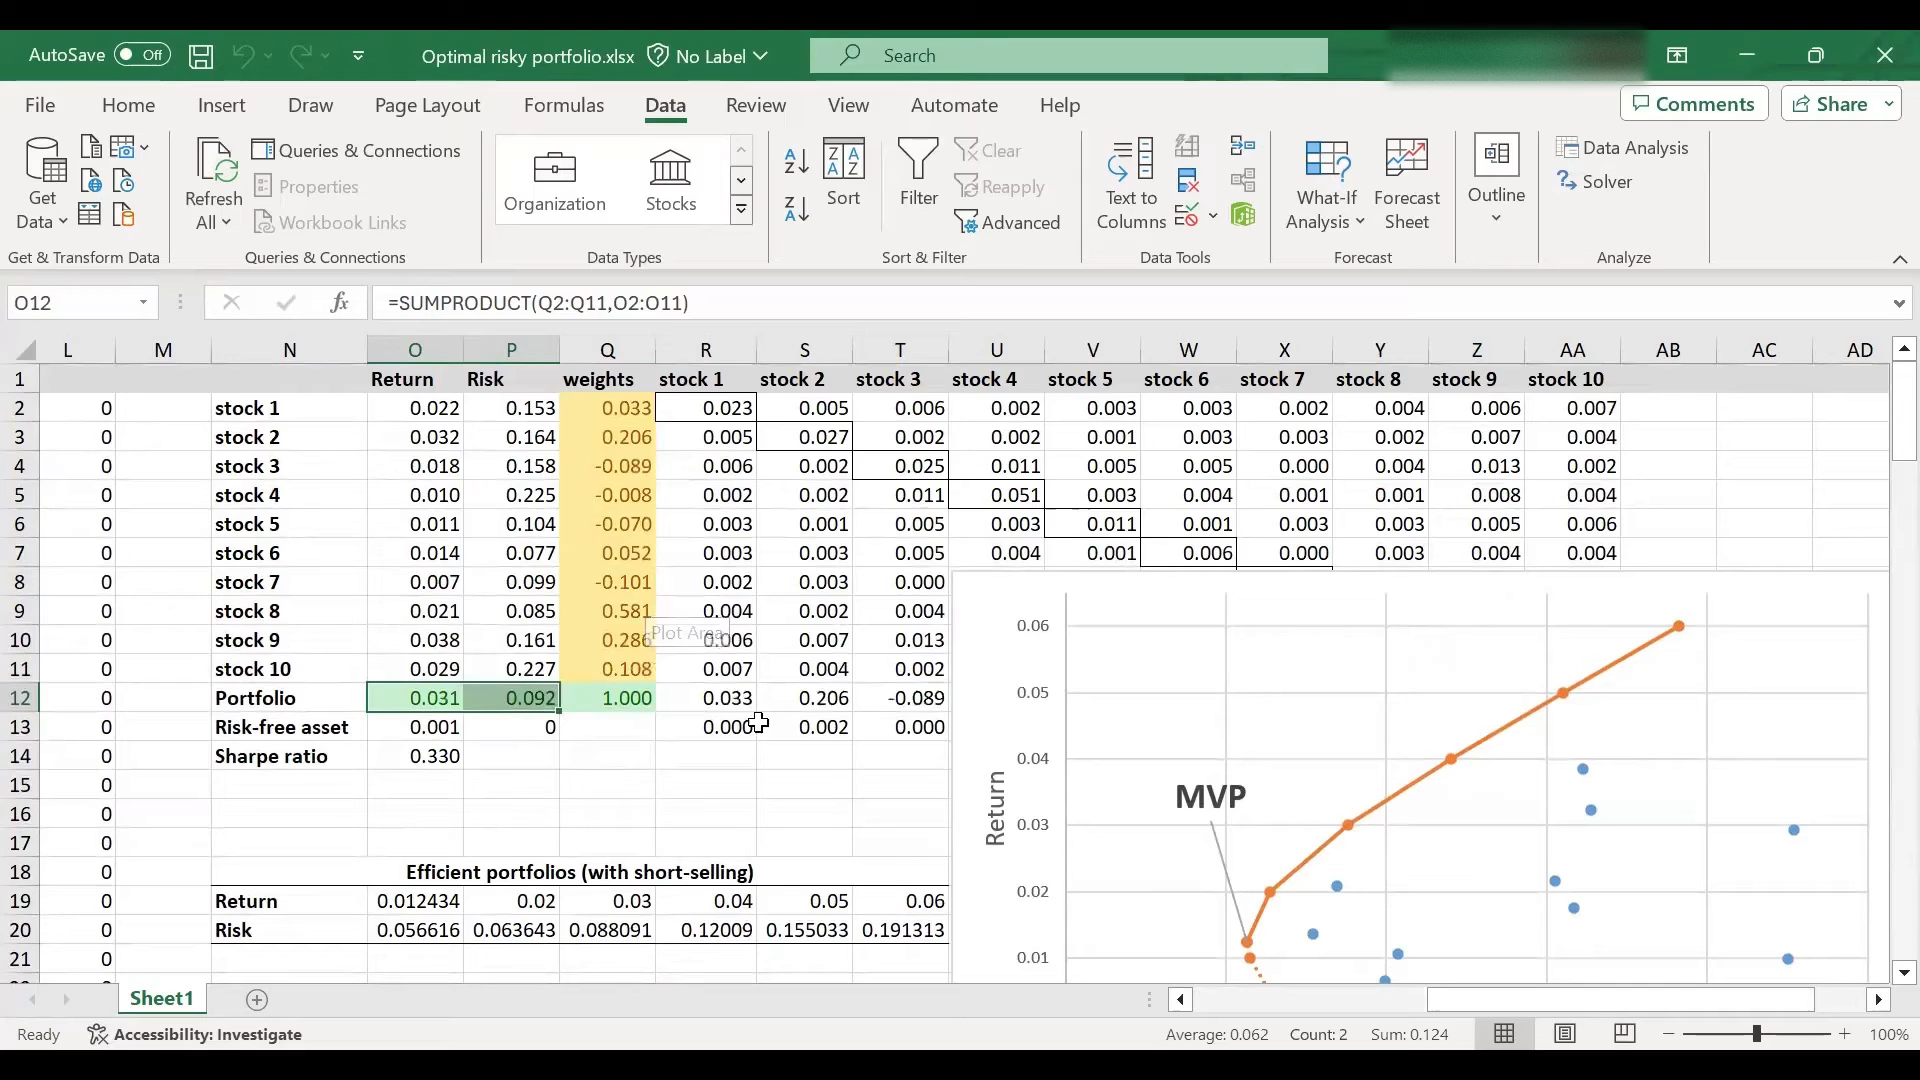 AutoSave Off Optimal risky portfolio.xlsx No Label Search
File Home Insert Draw Page Layout Formulas Data Review View Automate Help Comments Share
Get Data
Refresh All
Queries & Connections
Properties
Workbook Links
Organization Stocks
A Z
Z A
Z A A Z
Sort
Filter
Clear
Reapply
Advanced
Text to Columns
What-If Analysis
Forecast Sheet
Outline
Data Analysis
Solver
Get & Transform Data Queries & Connections Data Types Sort & Filter Data Tools Forecast Analyze
O12 fx =SUMPRODUCT(Q2:Q11,O2:O11)
L M N O P Q R S T U V W X Y Z AA AB AC AD
1 Return Risk weights stock 1 stock 2 stock 3 stock 4 stock 5 stock 6 stock 7 stock 8 stock 9 stock 10
2 0 stock 1 0.022 0.153 0.033 0.023 0.005 0.006 0.002 0.003 0.003 0.002 0.004 0.006 0.007
3 0 stock 2 0.032 0.164 0.206 0.005 0.027 0.002 0.002 0.001 0.003 0.003 0.002 0.007 0.004
4 0 stock 3 0.018 0.158 -0.089 0.006 0.002 0.025 0.011 0.005 0.005 0.000 0.004 0.013 0.002
5 0 stock 4 0.010 0.225 -0.008 0.002 0.002 0.011 0.051 0.003 0.004 0.001 0.001 0.008 0.004
6 0 stock 5 0.011 0.104 -0.070 0.003 0.001 0.005 0.003 0.011 0.001 0.003 0.003 0.005 0.006
7 0 stock 6 0.014 0.077 0.052 0.003 0.003 0.005 0.004 0.001 0.006 0.000 0.003 0.004 0.004
8 0 stock 7 0.007 0.099 -0.101 0.002 0.003 0.000
9 0 stock 8 0.021 0.085 0.581 0.004 0.002 0.004
Plot Area
10 0 stock 9 0.038 0.161 0.286 0.006 0.007 0.013
11 0 stock 10 0.029 0.227 0.108 0.007 0.004 0.002
12 0 Portfolio 0.031 0.092 1.000 0.033 0.206 -0.089
13 0 Risk-free asset 0.001 0 0.000 0.002 0.000
14 0 Sharpe ratio 0.330
15 0
16 0
17 0
18 0 Efficient portfolios (with short-selling)
19 0 Return 0.012434 0.02 0.03 0.04 0.05 0.06
20 0 Risk 0.056616 0.063643 0.088091 0.12009 0.155033 0.191313
21 0
0.06
0.05
0.04
MVP
Return
0.03
0.02
0.01
Sheet1
Ready Accessibility: Investigate Average: 0.062 Count: 2 Sum: 0.124 100%